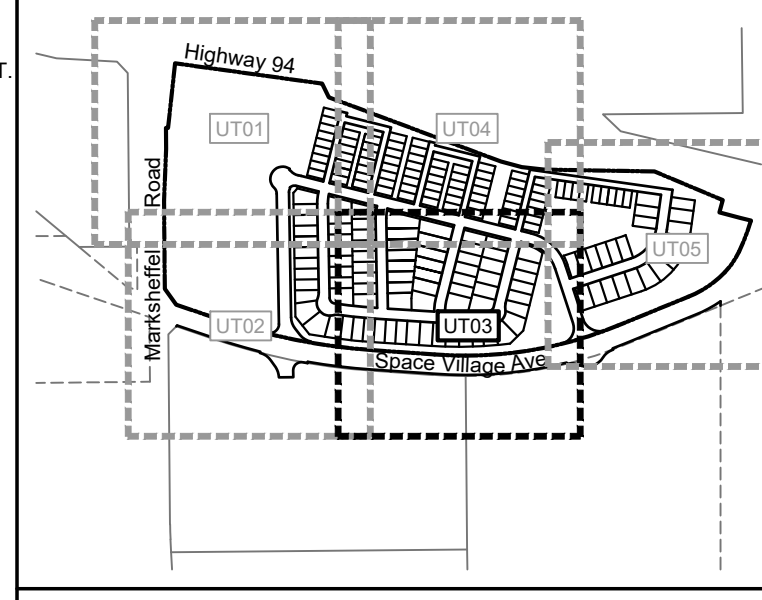 T.
Highway 94
UT01
UT04
Marksheffel Road
UT05
UT02
UT03
Space Village Ave